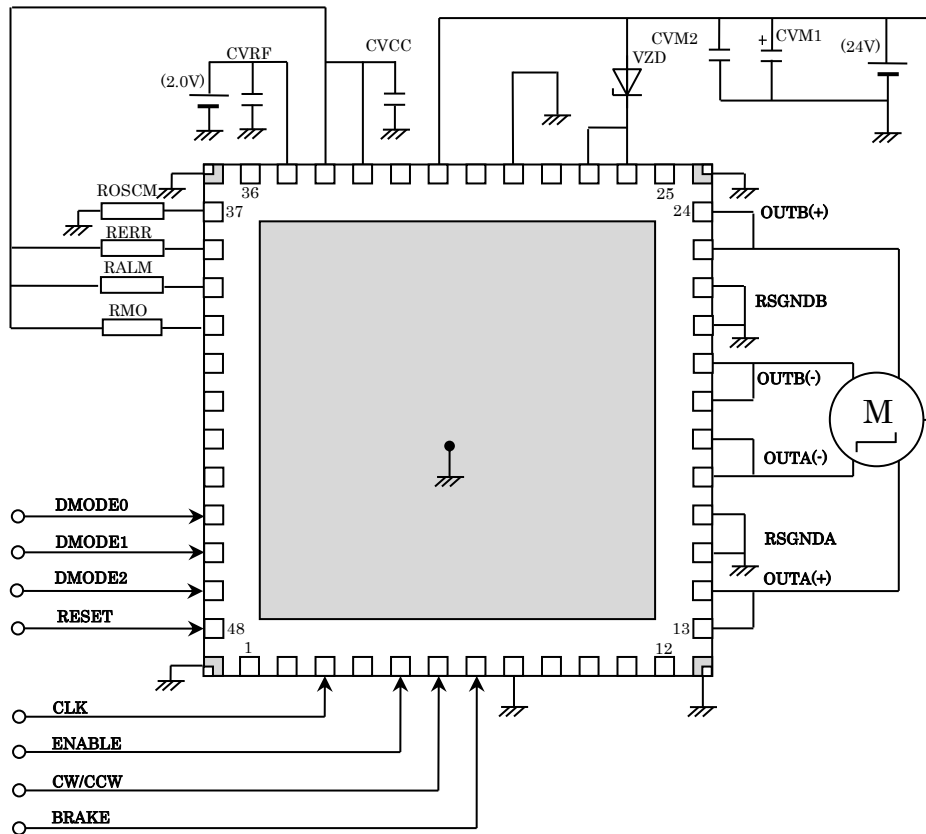 CVRF
CVCC
CVM2
+
CVM1
(24V)
VZD
(2.0V)
36
25
ROSCM
37
24
OUTB(+)
RERR
RALM
RSGNDB
RMO
OUTB(-)
M
OUTA(-)
DMODE0
DMODE1
RSGNDA
DMODE2
OUTA(+)
RESET
48
13
1
12
CLK
ENABLE
CW/CCW
BRAKE